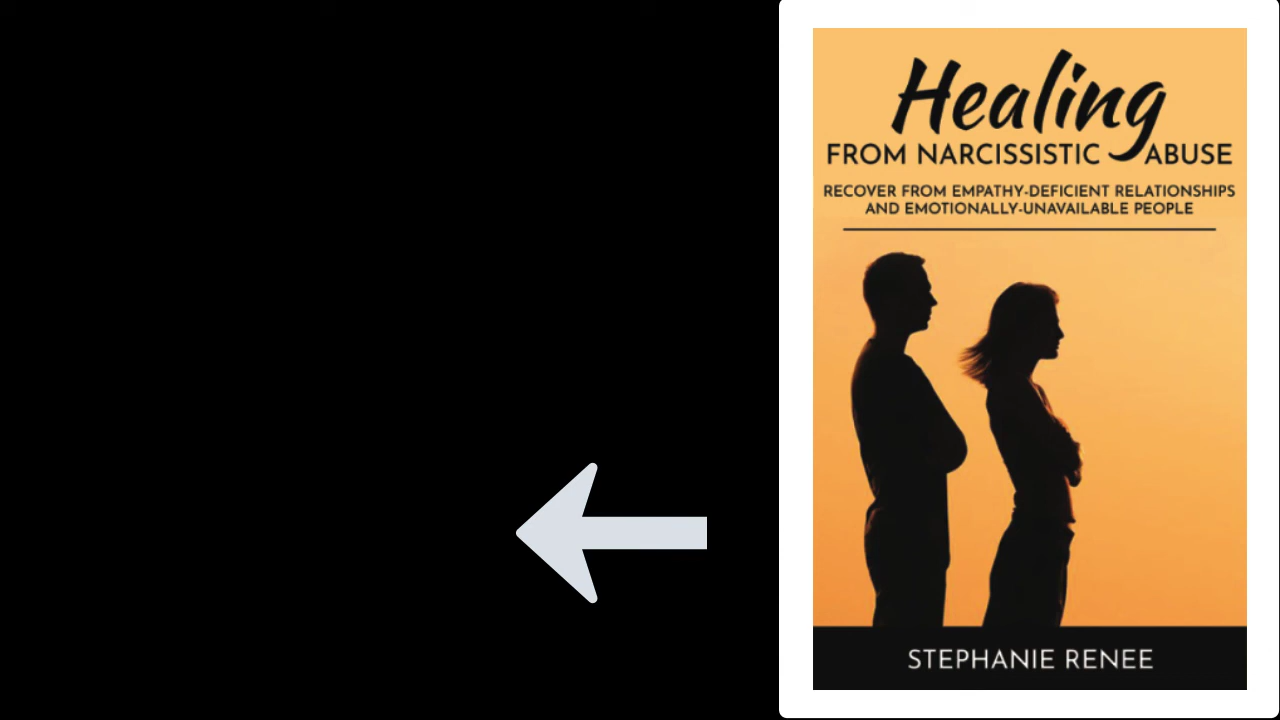 Healing
FROM NARCISSISTIC ABUSE
RECOVER FROM EMPATHY-DEFICIENT RELATIONSHIPS
AND EMOTIONALLY-UNAVAILABLE PEOPLE
STEPHANIE RENEE